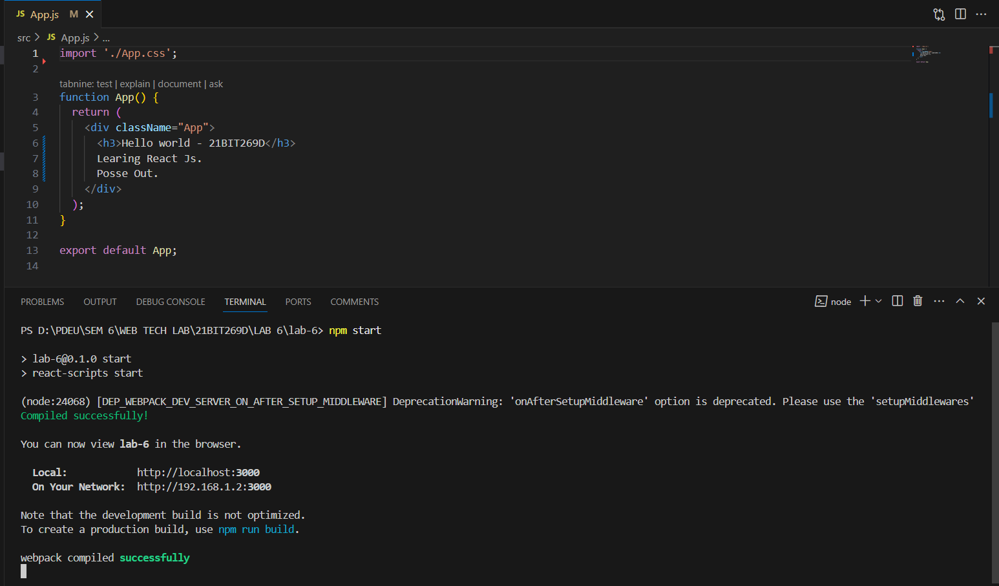 JS App.js M
src > JS App.js > ...
1 import './App.css';
2
tabnine: test | explain | document | ask
3 function App() {
4 return (
5 <div className="App">
6 <h3>Hello world - 21BIT269D</h3>
7 Learing React Js.
8 Posse Out.
9 </div>
10 );
11 }
12
13 export default App;
14
PROBLEMS OUTPUT DEBUG CONSOLE TERMINAL PORTS COMMENTS node
PS D:\PDEU\SEM 6\WEB TECH LAB\21BIT269D\LAB 6\lab-6> npm start
> lab-6@0.1.0 start
> react-scripts start
(node:24068) [DEP_WEBPACK_DEV_SERVER_ON_AFTER_SETUP_MIDDLEWARE] DeprecationWarning: 'onAfterSetupMiddleware' option is deprecated. Please use the 'setupMiddlewares'
Compiled successfully!
You can now view lab-6 in the browser.
Local: http://localhost:3000
On Your Network: http://192.168.1.2:3000
Note that the development build is not optimized.
To create a production build, use npm run build.
webpack compiled successfully